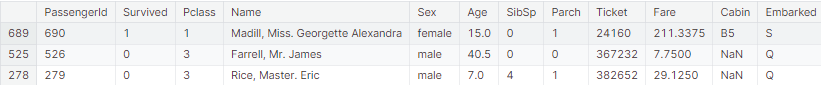 PassengerId Survived Pclass Name Sex Age SibSp Parch Ticket Fare Cabin Embarked
689 690 1 1 Madill, Miss. Georgette Alexandra female 15.0 0 1 24160 211.3375 B5 S
525 526 0 3 Farrell, Mr. James male 40.5 0 0 367232 7.7500 NaN Q
278 279 0 3 Rice, Master. Eric male 7.0 4 1 382652 29.1250 NaN Q